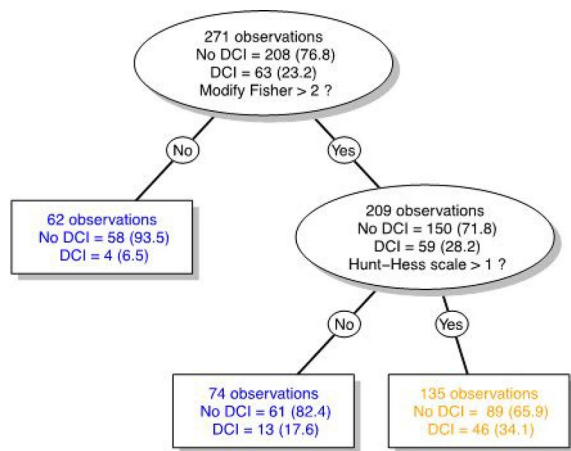 271 observations
No DCI = 208 (76.8)
DCI = 63 (23.2)
Modify Fisher > 2 ?
No
Yes
62 observations
No DCI = 58 (93.5)
DCI = 4 (6.5)
209 observations
No DCI = 150 (71.8)
DCI = 59 (28.2)
Hunt–Hess scale > 1 ?
No
Yes
74 observations
No DCI = 61 (82.4)
DCI = 13 (17.6)
135 observations
No DCI = 89 (65.9)
DCI = 46 (34.1)